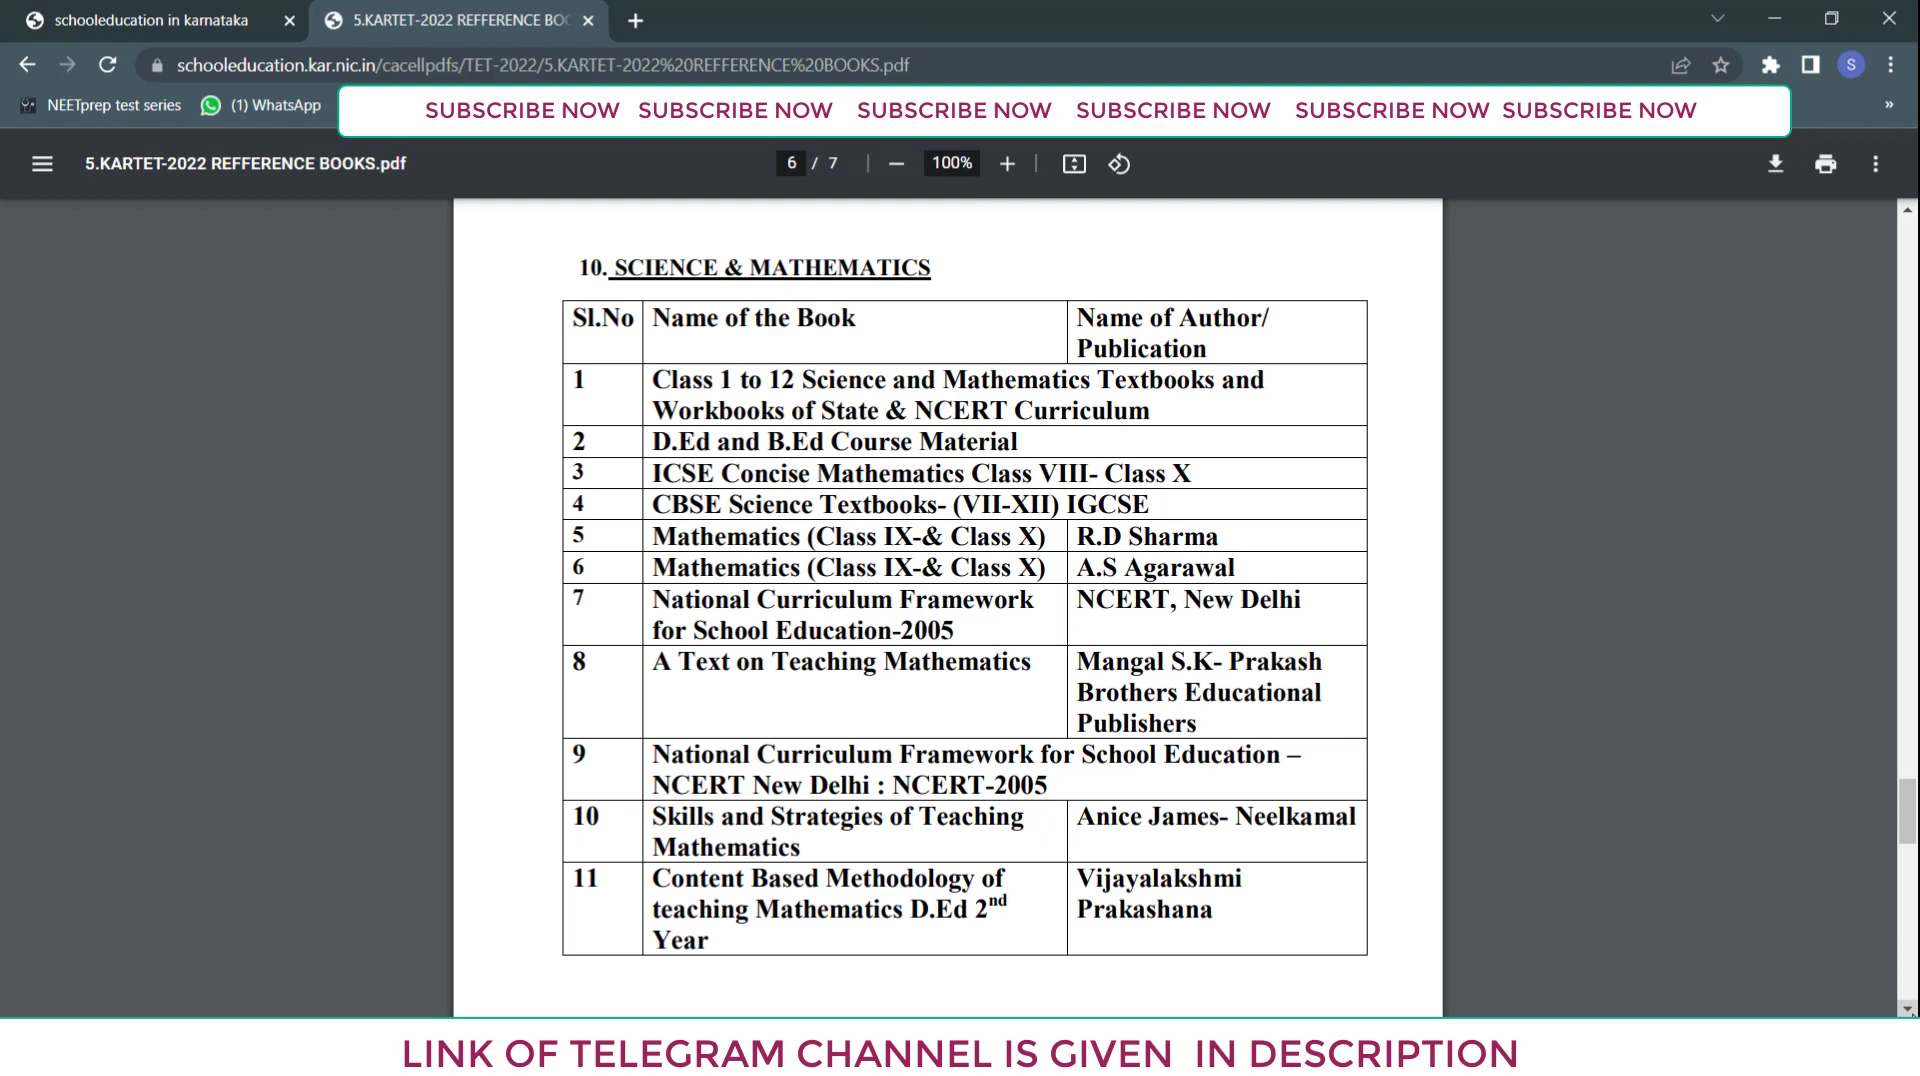 schooleducation in karnataka
5.KARTET-2022 REFFERENCE BO
schooleducation.kar.nic.in/cacellpdfs/TET-2022/5.KARTET-2022%20REFFERENCE%20BOOKS.pdf
S
NEETprep test series
(1) WhatsApp
SUBSCRIBE NOW SUBSCRIBE NOW SUBSCRIBE NOW SUBSCRIBE NOW SUBSCRIBE NOW SUBSCRIBE NOW
5.KARTET-2022 REFFERENCE BOOKS.pdf
6 / 7
100%
10. SCIENCE & MATHEMATICS
Sl.No Name of the Book Name of Author/
Publication
1 Class 1 to 12 Science and Mathematics Textbooks and
Workbooks of State & NCERT Curriculum
2 D.Ed and B.Ed Course Material
3 ICSE Concise Mathematics Class VIII- Class X
4 CBSE Science Textbooks- (VII-XII) IGCSE
5 Mathematics (Class IX-& Class X) R.D Sharma
6 Mathematics (Class IX-& Class X) A.S Agarawal
7 National Curriculum Framework NCERT, New Delhi
for School Education-2005
8 A Text on Teaching Mathematics Mangal S.K- Prakash
Brothers Educational
Publishers
9 National Curriculum Framework for School Education –
NCERT New Delhi : NCERT-2005
10 Skills and Strategies of Teaching Anice James- Neelkamal
Mathematics
11 Content Based Methodology of Vijayalakshmi
teaching Mathematics D.Ed 2nd Prakashana
Year
LINK OF TELEGRAM CHANNEL IS GIVEN IN DESCRIPTION